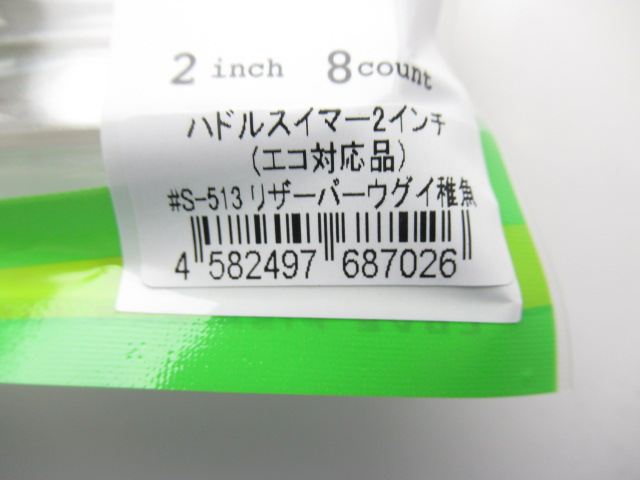 2 inch 8 count
ハドルスイマー2インチ
(エコ対応品)
#S-513 リザーバーウグイ稚魚
4 582497 687026